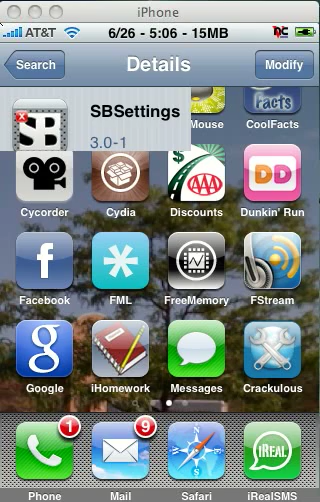 iPhone
AT&T 6/26 - 5:06 - 15MB
Search Details Modify
SB
SBSettings
3.0-1
Facts
Mouse CoolFacts
$
AAA
DD
Cycorder Cydia Discounts Dunkin' Run
f
Facebook FML FreeMemory FStream
g
Google iHomework Messages Crackulous
1 9
iREAL
Phone Mail Safari iRealSMS